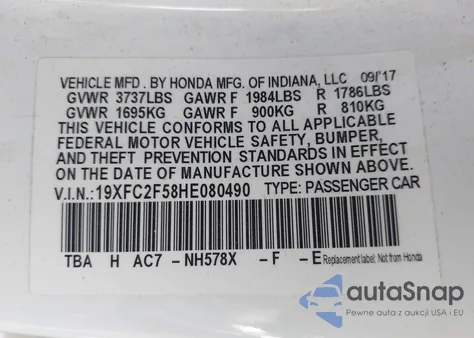 VEHICLE MFD . BY HONDA MFG. OF INDIANA, LLC 09/'17
GVWR 3737LBS GAWR F 1984LBS R 1786LBS
GVWR 1695KG GAWR F 900KG R 810KG
THIS VEHICLE CONFORMS TO ALL APPLICABLE
FEDERAL MOTOR VEHICLE SAFETY, BUMPER,
AND THEFT PREVENTION STANDARDS IN EFFECT
ON THE DATE OF MANUFACTURE SHOWN ABOVE.
V.I.N.:19XFC2F58HE080490 TYPE: PASSENGER CAR
TBA H AC7 -NH578X -F -E Replacement label: Not from Honda
autoSnap
Pewne auta z aukcji USA i EU